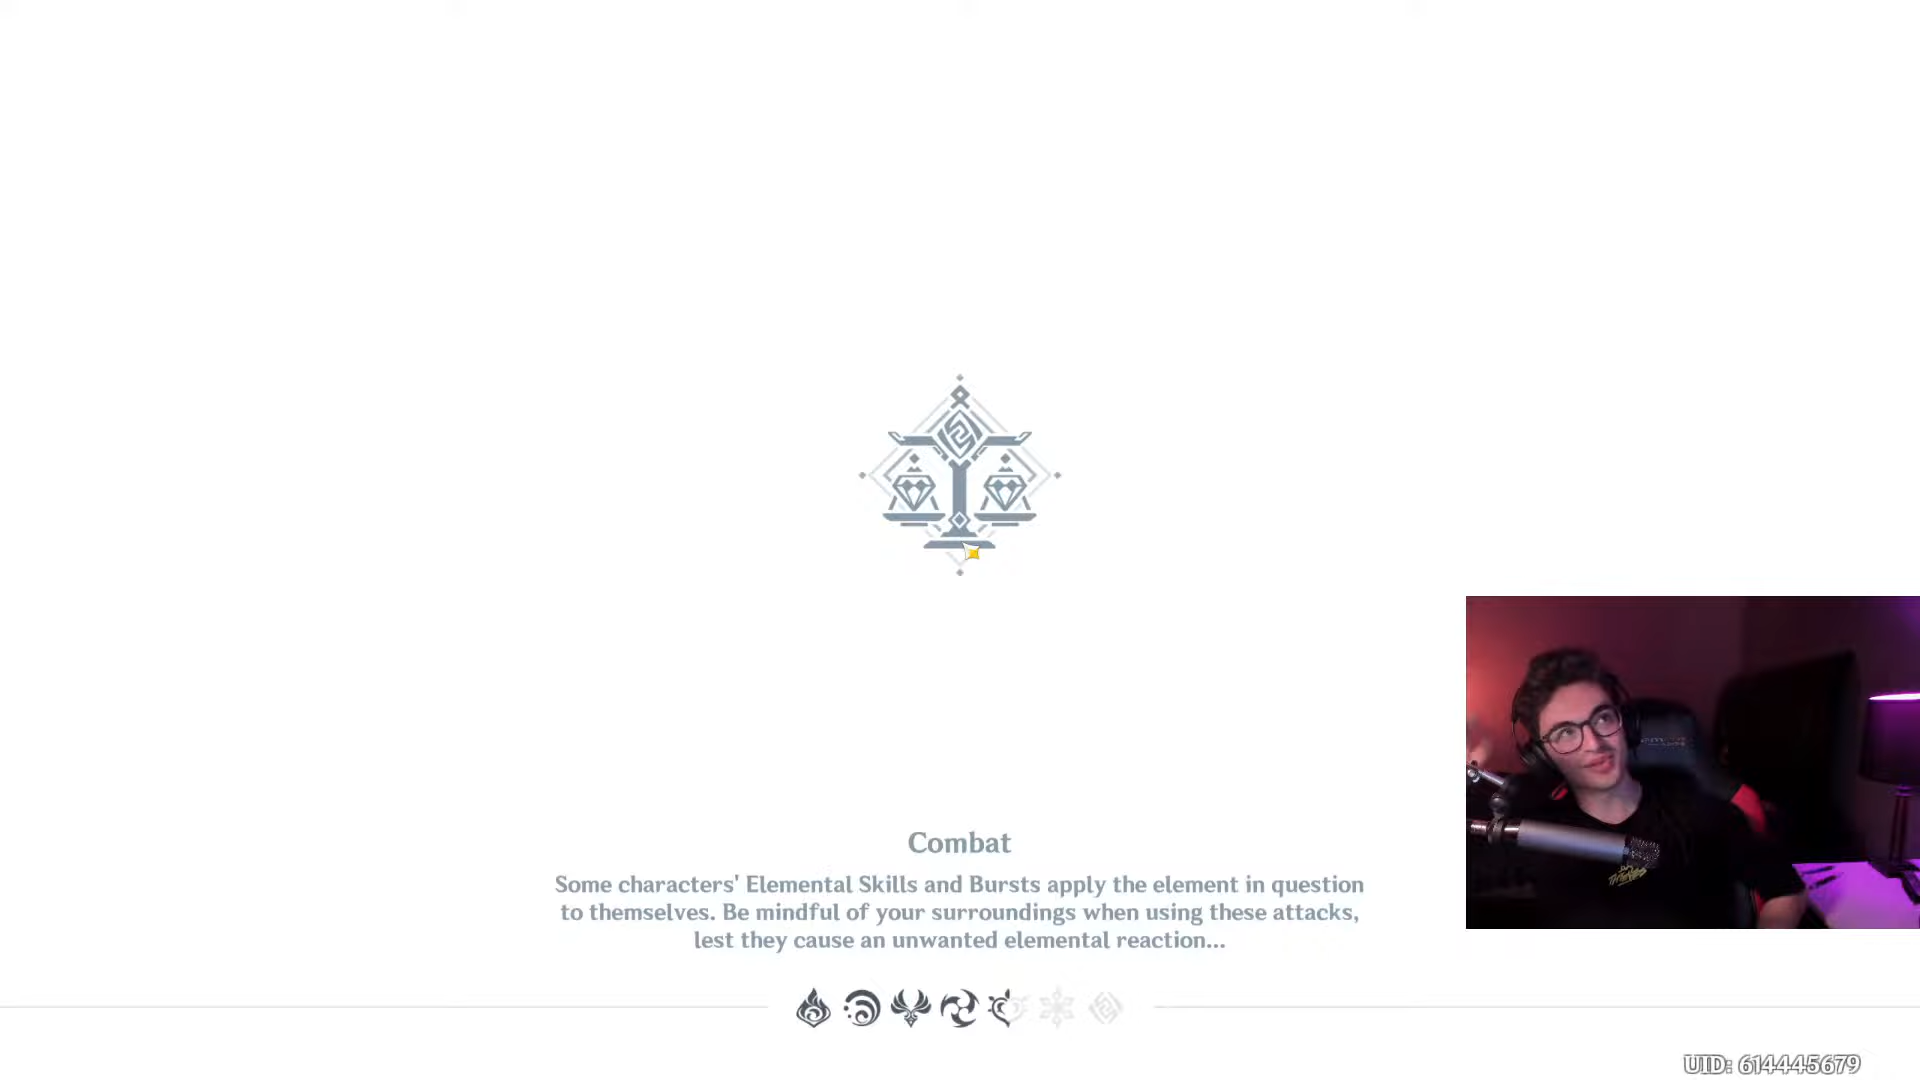 Combat
Some characters' Elemental Skills and Bursts apply the element in question
to themselves. Be mindful of your surroundings when using these attacks,
lest they cause an unwanted elemental reaction...
UID: 614445679